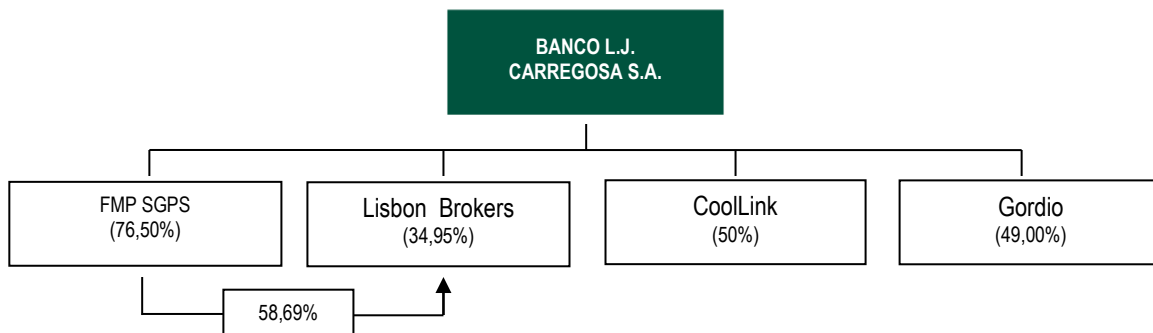 BANCO L.J.
CARREGOSA S.A.
FMP SGPS
(76,50%)
Lisbon Brokers
(34,95%)
CoolLink
(50%)
Gordio
(49,00%)
58,69%